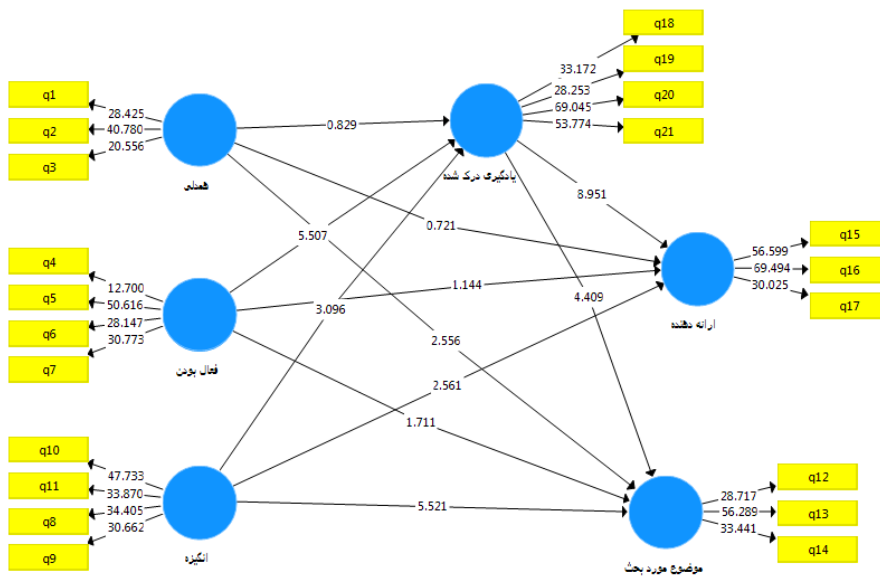 q18
33.172
q19
28.253
q20
69.045
q21
53.774
q1
28.425
q2
40.780
q3
20.556
همدلی
0.829
یادگیری درک شده
8.951
5.507
0.721
q4
12.700
q5
50.616
q6
28.147
q7
30.773
فعال بودن
3.096
1.144
4.409
q15
56.599
q16
69.494
q17
30.025
ارائه دهنده
2.556
2.561
1.711
q10
47.733
q11
33.870
q8
34.405
q9
30.662
انگیزه
5.521
q12
28.717
q13
56.289
q14
33.441
موضوع مورد بحث